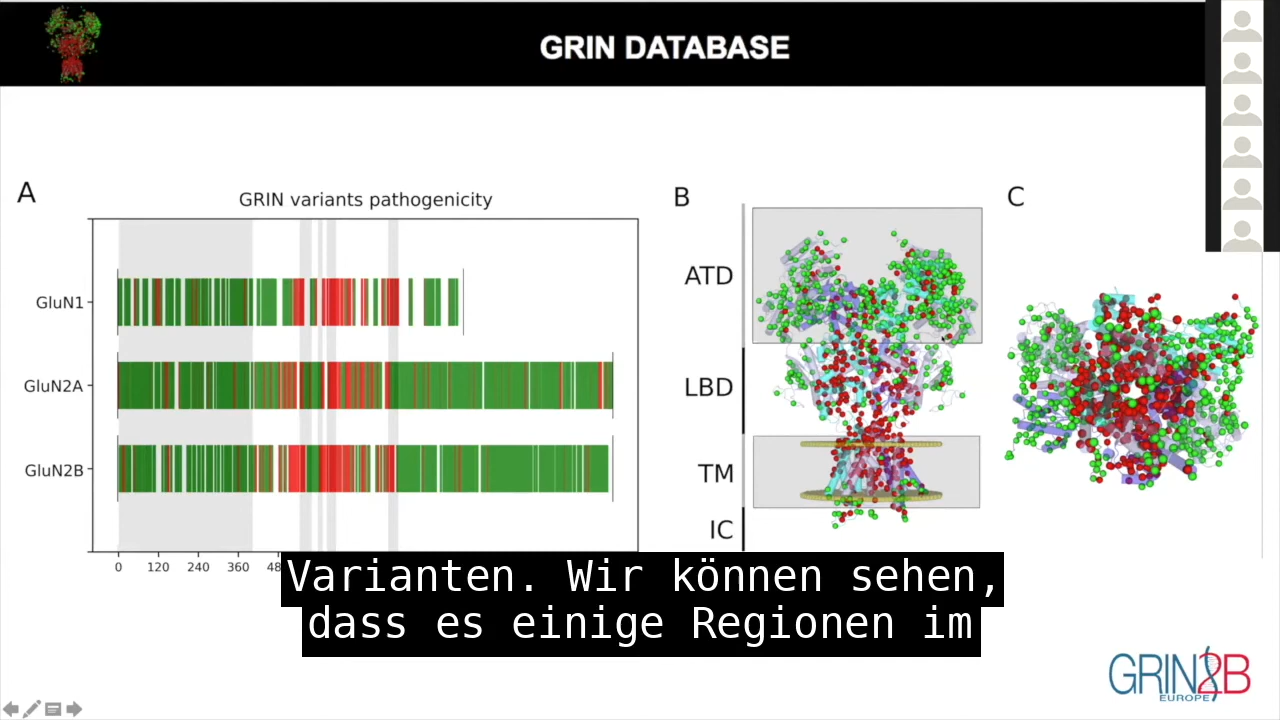 GRIN DATABASE
A
GRIN variants pathogenicity
GluN1
GluN2A
GluN2B
0 120 240 360
B
ATD
LBD
TM
IC
C
Varianten. Wir können sehen,
dass es einige Regionen im
GRIN2B
EUROPE